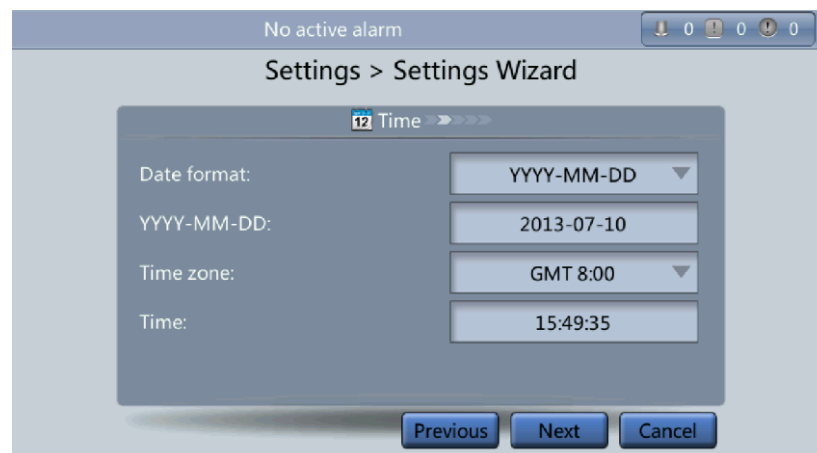 No active alarm 0 0 0
Settings > Settings Wizard
12 Time
Date format: YYYY-MM-DD
YYYY-MM-DD: 2013-07-10
Time zone: GMT 8:00
Time: 15:49:35
Previous Next Cancel